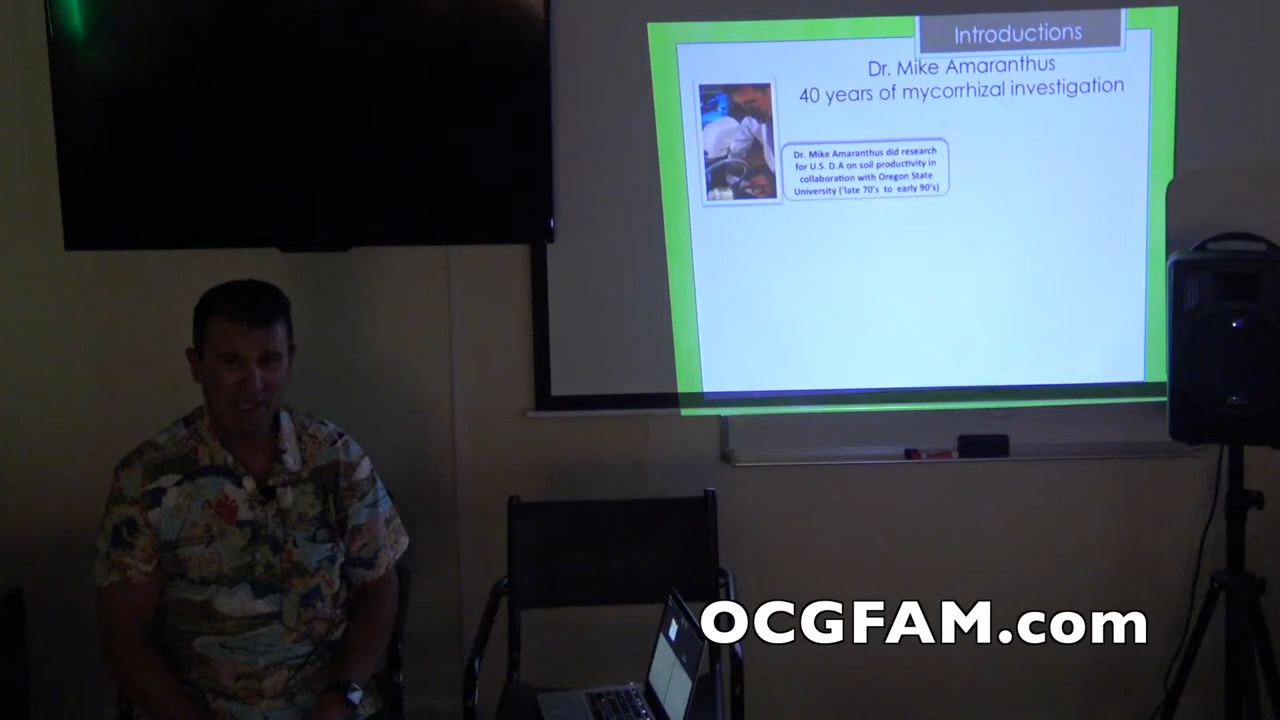 Introductions
Dr. Mike Amaranthus
40 years of mycorrhizal investigation
Dr. Mike Amaranthus did research
for U.S. D.A on soil productivity in
collaboration with Oregon State
University ('late 70's to early 90's)
OCGFAM.com